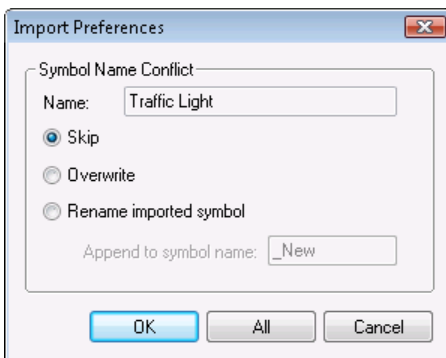 Import Preferences
Symbol Name Conflict
Name: Traffic Light
Skip
Overwrite
Rename imported symbol
Append to symbol name: _New
OK All Cancel